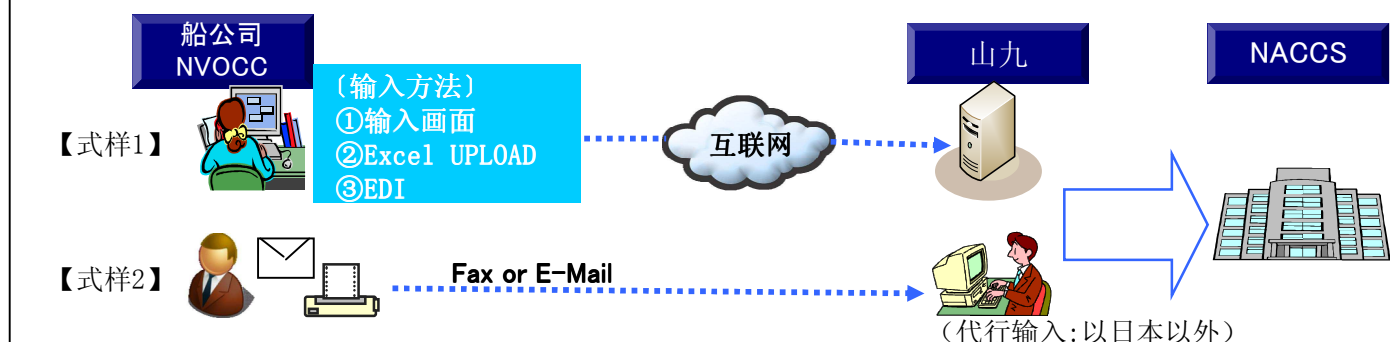 船公司
NVOCC
山九
NACCS
〔输入方法〕
①输入画面
②Excel UPLOAD
③EDI
【式样1】
互联网
【式样2】
Fax or E-Mail
（代行输入:以日本以外）